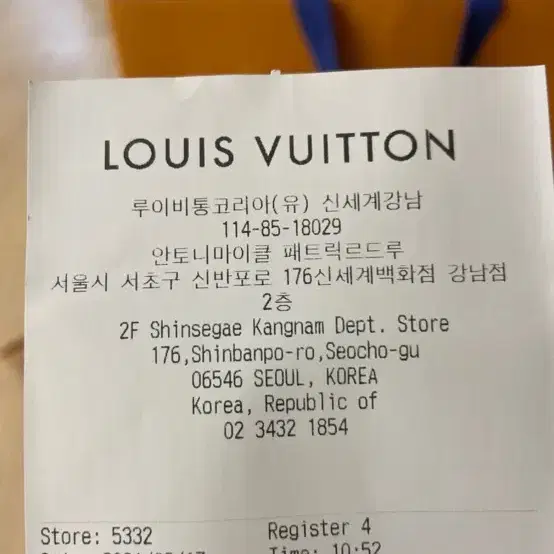 LOUIS VUITTON
루이비통코리아(유) 신세계강남
114-85-18029
안토니마이클 패트릭르드루
서울시 서초구 신반포로 176신세계백화점 강남점
2층
2F Shinsegae Kangnam Dept. Store
176,Shinbanpo-ro,Seocho-gu
06546 SEOUL, KOREA
Korea, Republic of
02 3432 1854
Store: 5332 Register 4
Time: 10:52